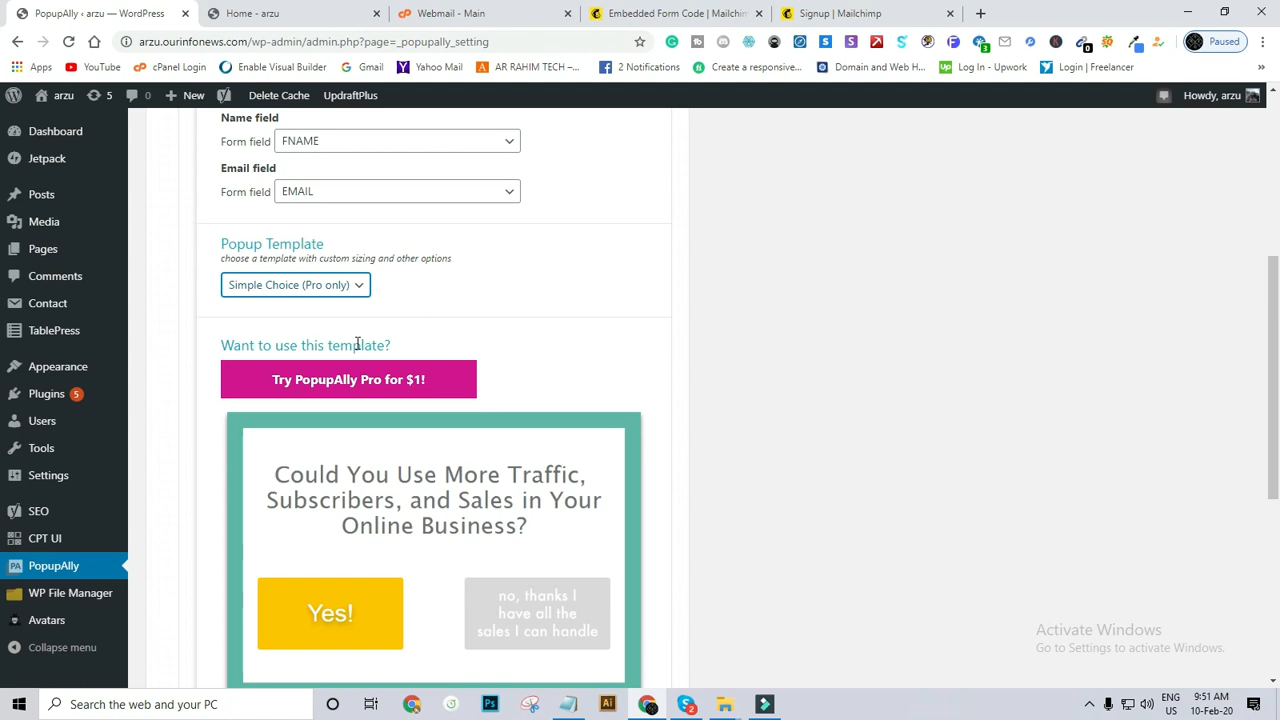 PopupAlly ‹ arzu — WordPress
Home - arzu
Webmail - Main
Embedded Form Code | Mailchim
Signup | Mailchimp
arzu.ourinfonews.com/wp-admin/admin.php?page=_popupally_setting
Paused
Apps
YouTube
cPanel Login
Enable Visual Builder
Gmail
Yahoo Mail
AR RAHIM TECH –...
2 Notifications
Create a responsive...
Domain and Web H...
Log In - Upwork
Login | Freelancer
»
arzu
5
0
New
Delete Cache
UpdraftPlus
Howdy, arzu
Dashboard
Jetpack
Posts
Media
Pages
Comments
Contact
TablePress
Appearance
Plugins 5
Users
Tools
Settings
SEO
CPT UI
PopupAlly
WP File Manager
Avatars
Collapse menu
Name field
Form field FNAME
Email field
Form field EMAIL
Popup Template
choose a template with custom sizing and other options
Simple Choice (Pro only)
Want to use this template?
Try PopupAlly Pro for $1!
Could You Use More Traffic,
Subscribers, and Sales in Your
Online Business?
Yes!
no, thanks I
have all the
sales I can handle
Activate Windows
Go to Settings to activate Windows.
Search the web and your PC
ENG
US
9:51 AM
10-Feb-20